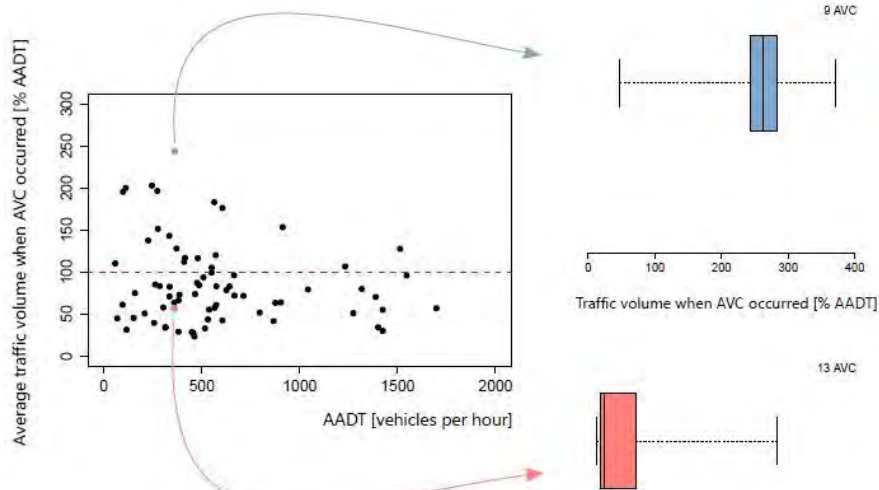 9 AVC
Average traffic volume when AVC occurred [% AADT]
300
250
200
150
100
50
0
0 500 1000 1500 2000
AADT [vehicles per hour]
0 100 200 300 400
Traffic volume when AVC occurred [% AADT]
13 AVC